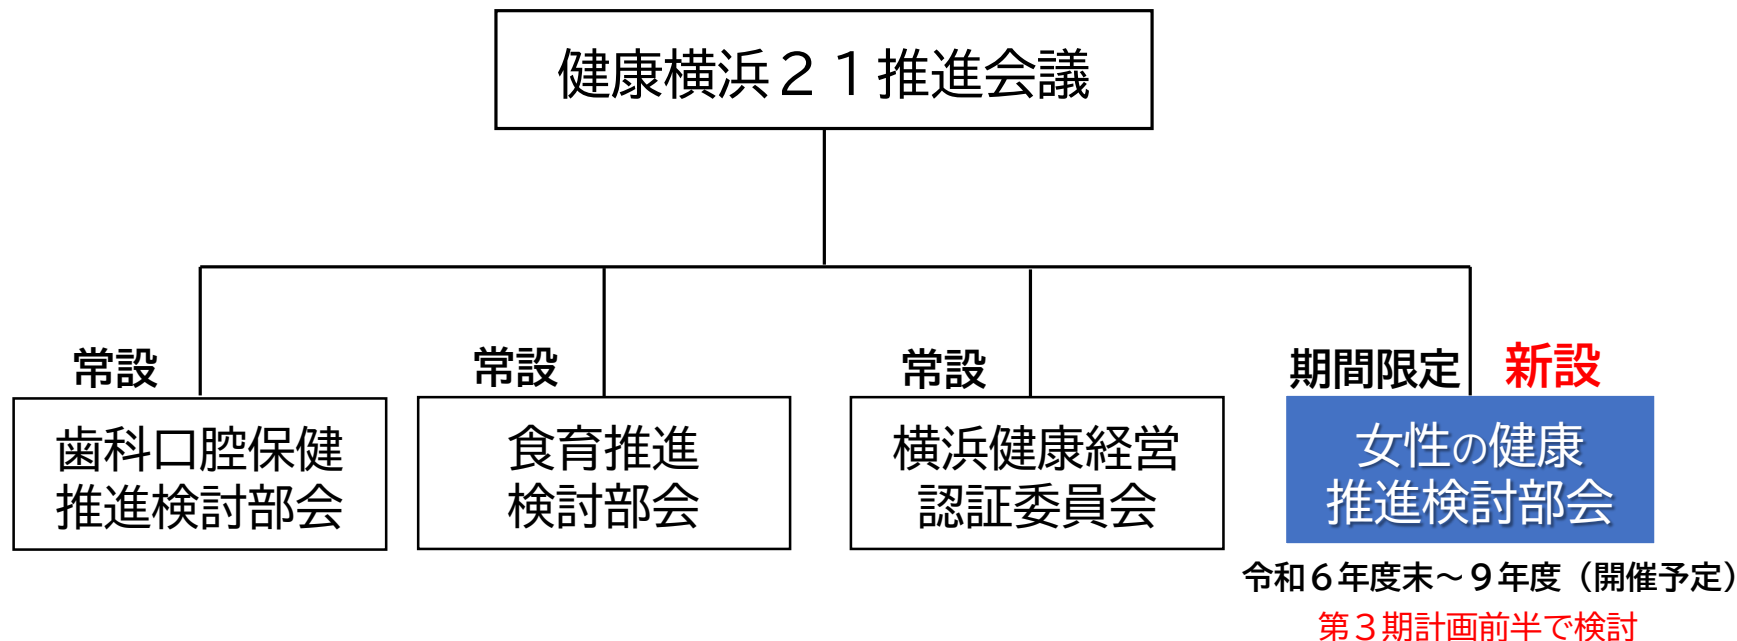 健康横浜２１推進会議
常設
歯科口腔保健
推進検討部会
常設
食育推進
検討部会
常設
横浜健康経営
認証委員会
期間限定 新設
女性の健康
推進検討部会
令和６年度末～９年度（開催予定）
第３期計画前半で検討